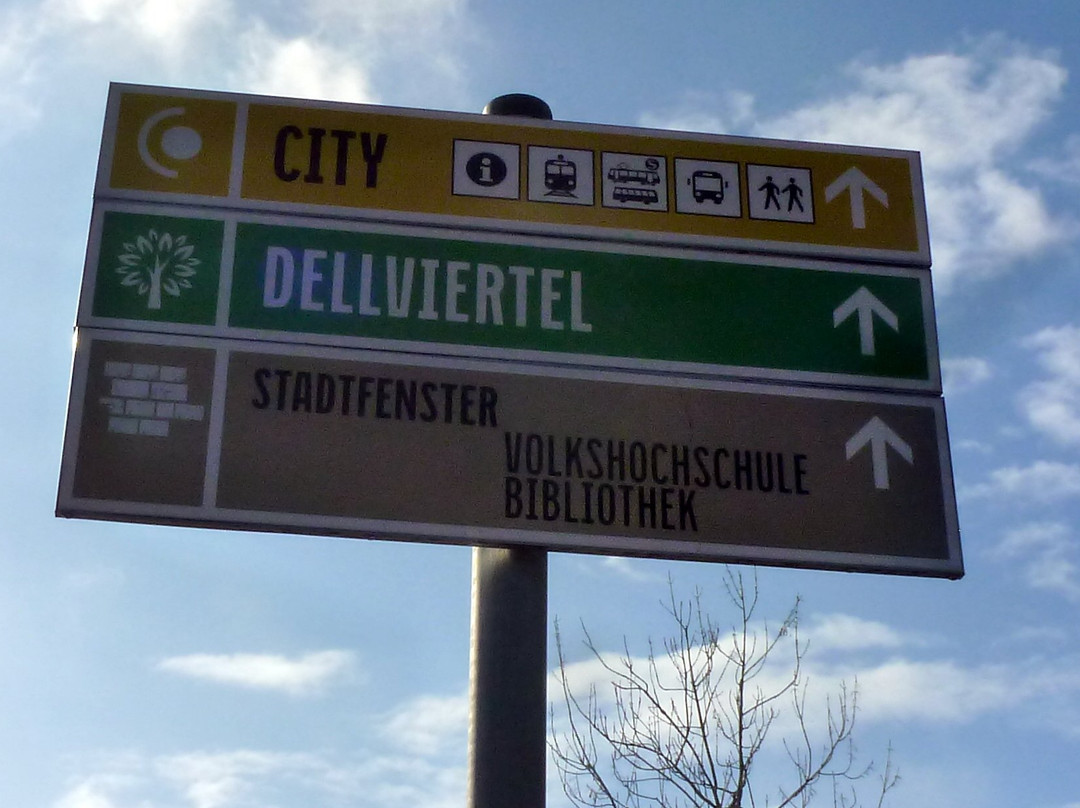 CITY
DELLVIERTEL
STADTFENSTER
VOLKSHOCHSCHULE
BIBLIOTHEK